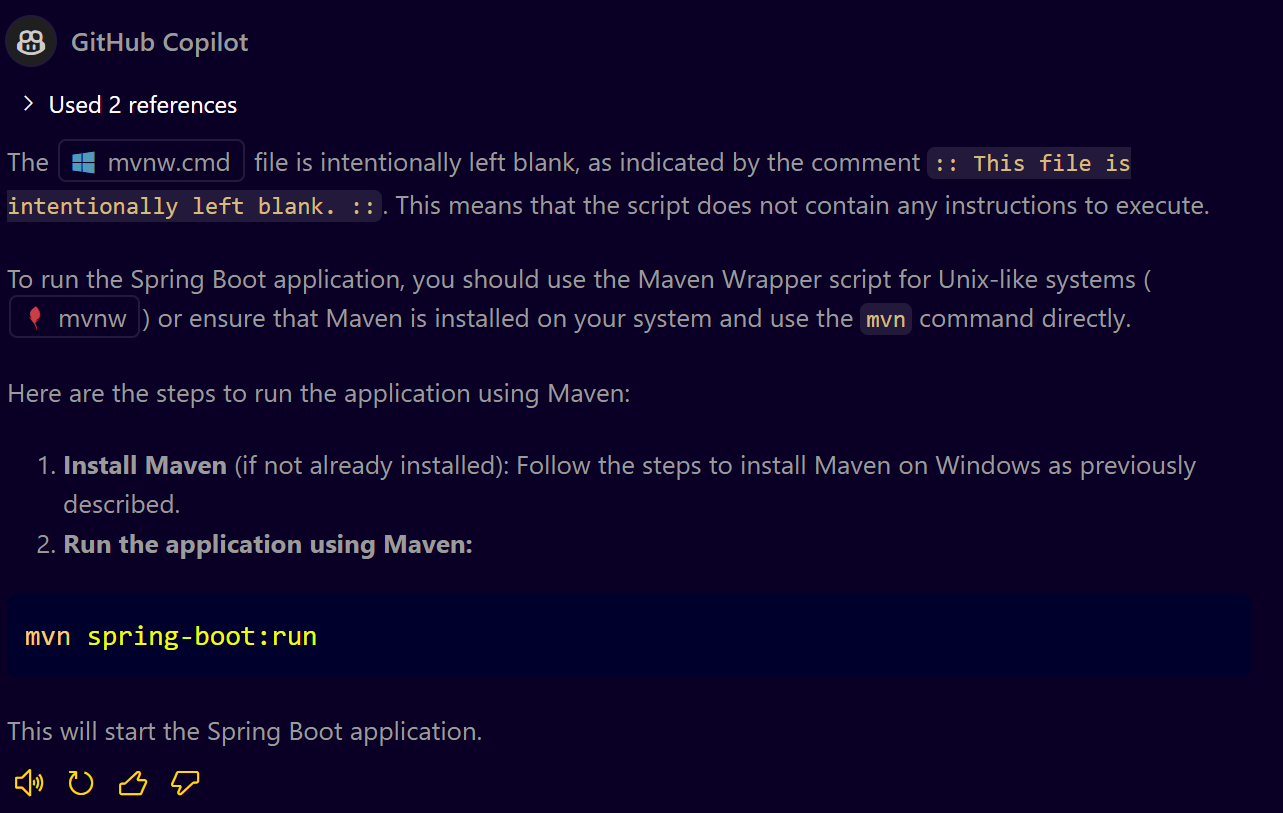 GitHub Copilot
Used 2 references
The mvnw.cmd file is intentionally left blank, as indicated by the comment :: This file is
intentionally left blank. ::. This means that the script does not contain any instructions to execute.
To run the Spring Boot application, you should use the Maven Wrapper script for Unix-like systems (
mvnw ) or ensure that Maven is installed on your system and use the mvn command directly.
Here are the steps to run the application using Maven:
1. Install Maven (if not already installed): Follow the steps to install Maven on Windows as previously
described.
2. Run the application using Maven:
mvn spring-boot:run
This will start the Spring Boot application.